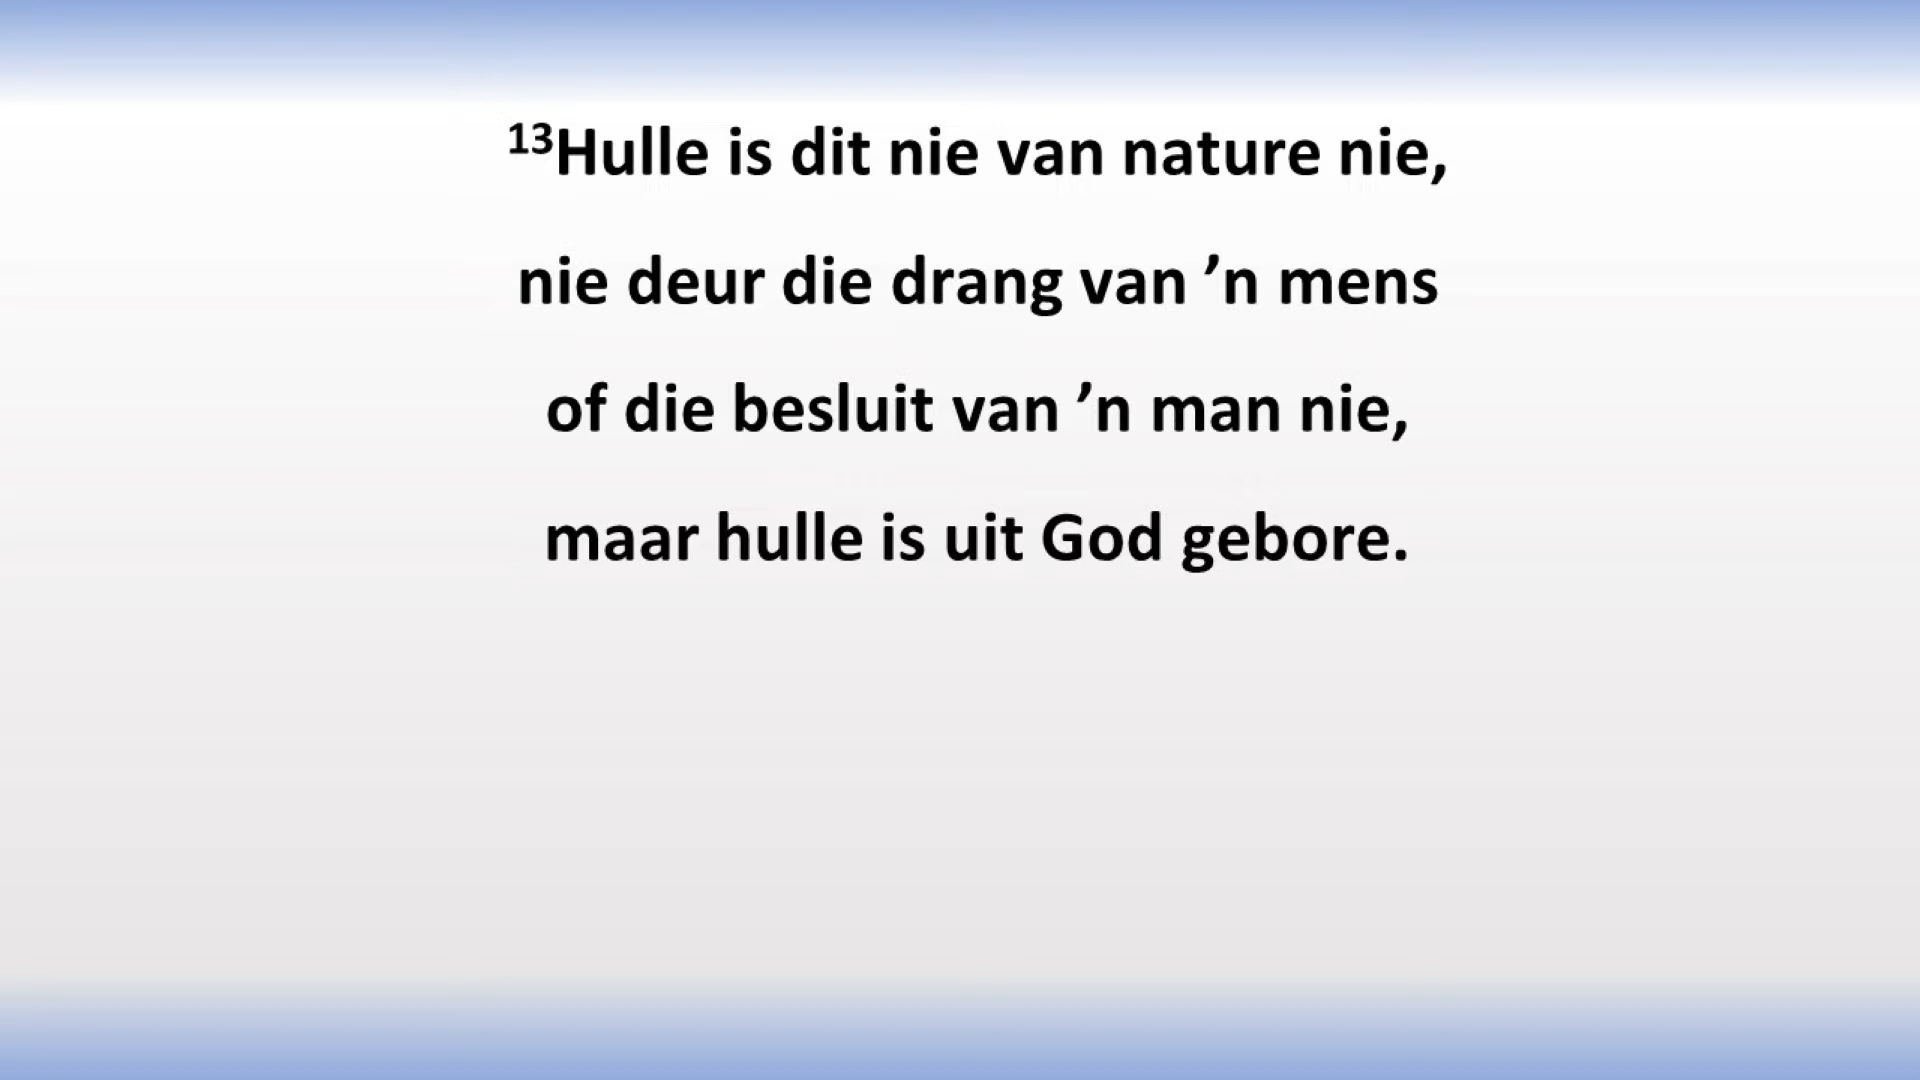 ¹³Hulle is dit nie van nature nie,
nie deur die drang van ’n mens
of die besluit van ’n man nie,
maar hulle is uit God gebore.